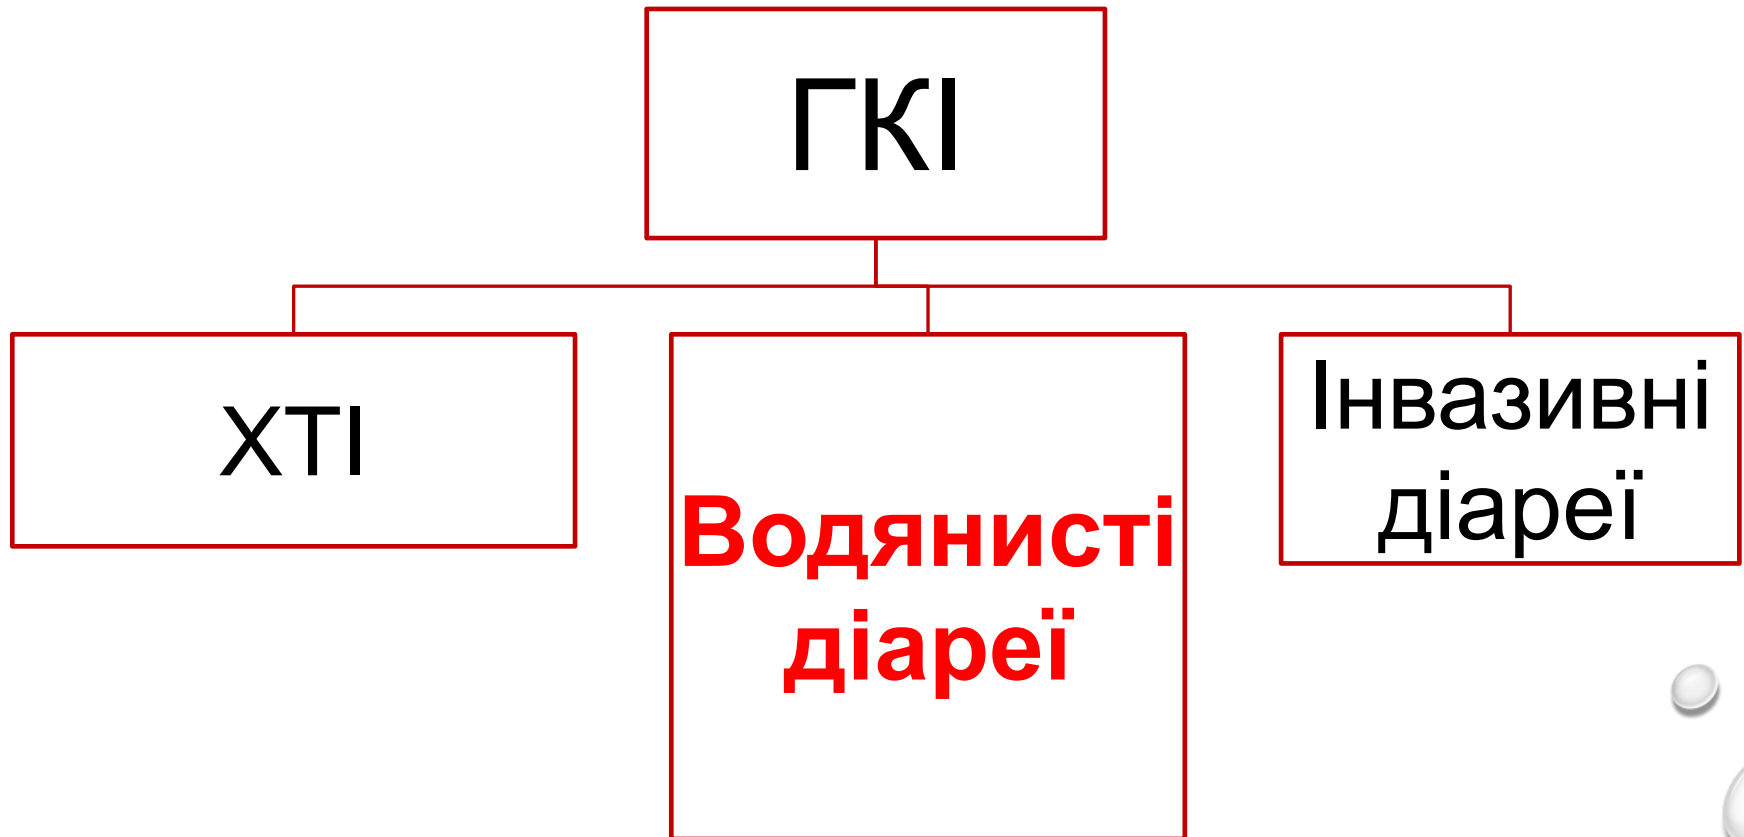 ГКІ
ХТІ
Водянисті
діареї
Інвазивні
діареї